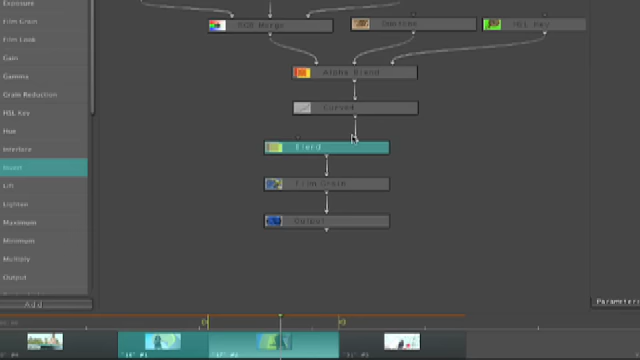 Exposure
Film Grain
Film Look
Gain
Gamma
Grain Reduction
HSL Key
Hue
Interlace
Invert
Lift
Lighten
Maximum
Minimum
Multiply
Output
Add
RGB Merge
HSL Key
Alpha Blend
Curves
Blend
Film Grain
Output
Parameters